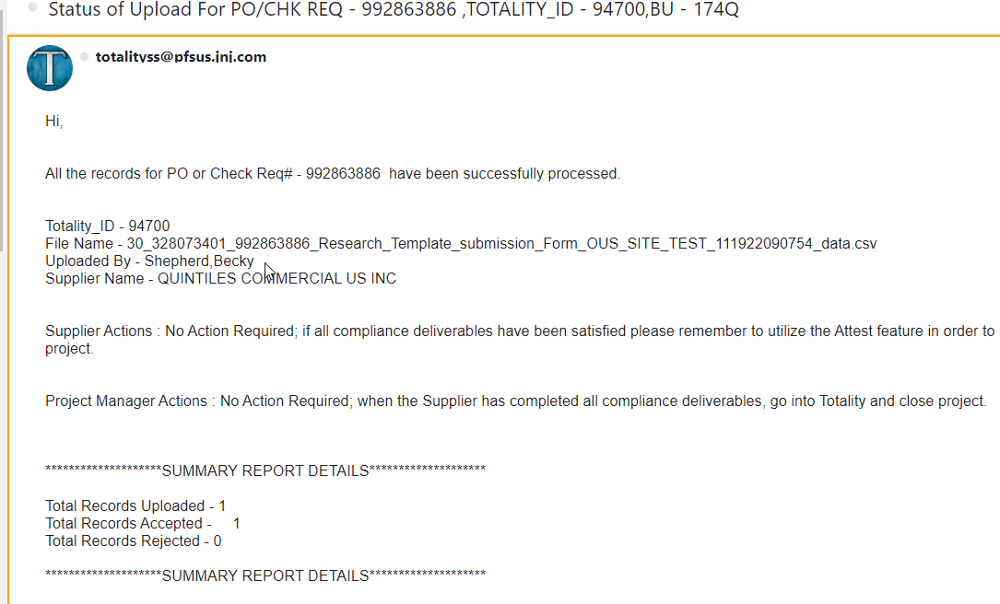 Status of Upload For PO/CHK REQ - 992863886 ,TOTALITY_ID - 94700,BU - 174Q
T
totalityss@pfsus.jnj.com
Hi,
All the records for PO or Check Req# - 992863886  have been successfully processed.
Totality_ID - 94700
File Name - 30_328073401_992863886_Research_Template_submission_Form_OUS_SITE_TEST_111922090754_data.csv
Uploaded By - Shepherd,Becky
Supplier Name - QUINTILES COMMERCIAL US INC
Supplier Actions : No Action Required; if all compliance deliverables have been satisfied please remember to utilize the Attest feature in order to
project.
Project Manager Actions : No Action Required; when the Supplier has completed all compliance deliverables, go into Totality and close project.
********************SUMMARY REPORT DETAILS********************
Total Records Uploaded - 1
Total Records Accepted -     1
Total Records Rejected - 0
********************SUMMARY REPORT DETAILS********************